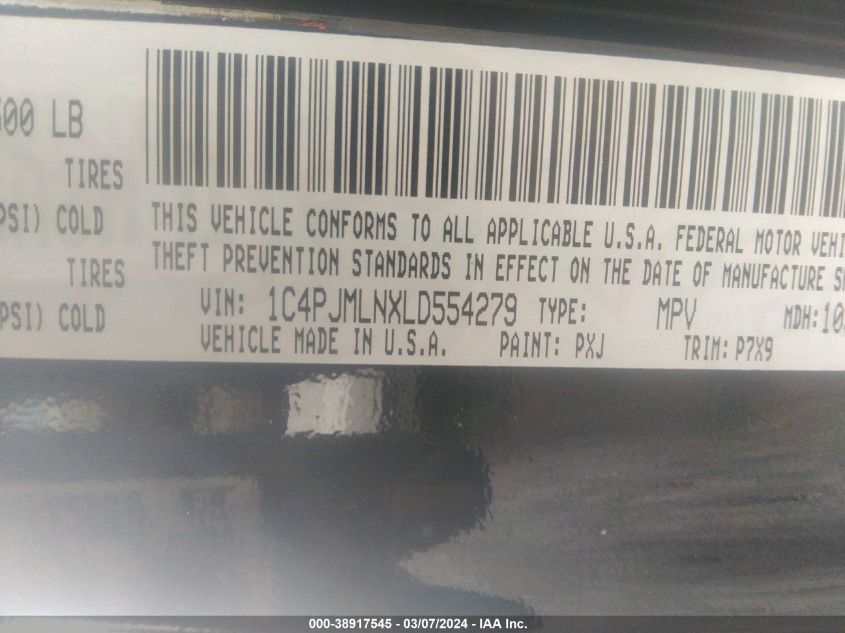 00 LB
TIRES
PSI) COLD
TIRES
PSI) COLD
THIS VEHICLE CONFORMS TO ALL APPLICABLE U.S.A. FEDERAL MOTOR VEHI
THEFT PREVENTION STANDARDS IN EFFECT ON THE DATE OF MANUFACTURE S
VIN: 1C4PJMLNXLD554279 TYPE: MPV MDH:10
VEHICLE MADE IN U.S.A. PAINT: PXJ TRIM: P7X9
000-38917545 - 03/07/2024 - IAA Inc.